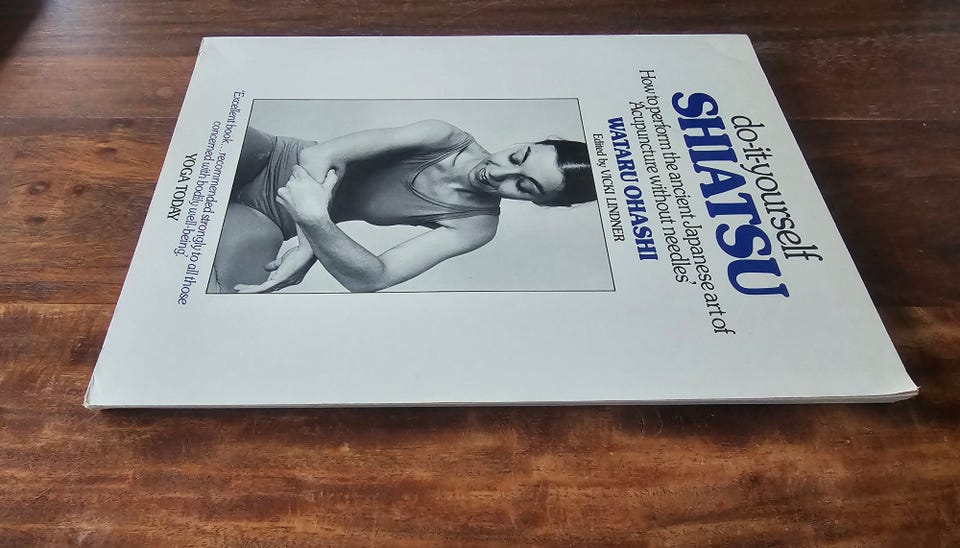 do-it-yourself
SHIATSU
How to perform the ancient Japanese art of
‘Acupuncture without needles’
WATARU OHASHI
Edited by VICKI LINDNER
‘Excellent book... recommended strongly to all those
concerned with bodily well-being’.
YOGA TODAY